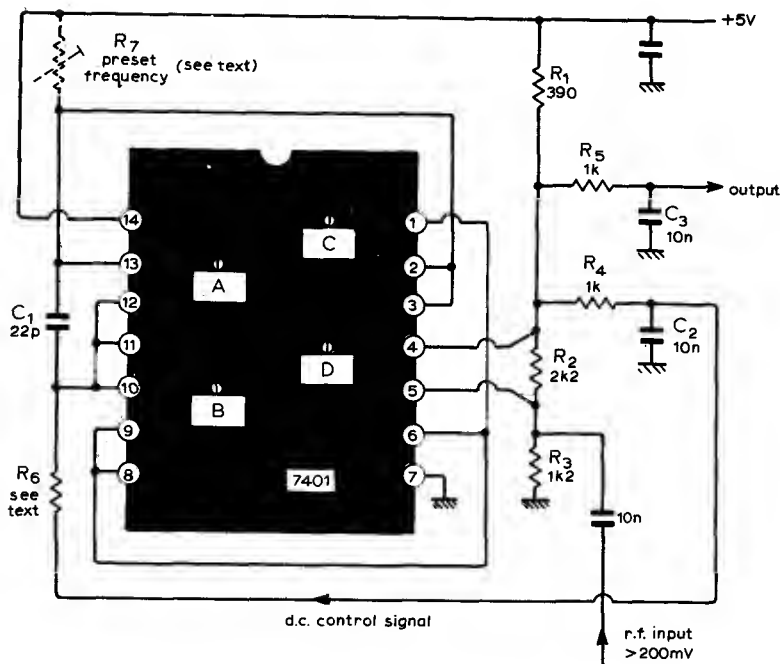 +5V
R7
preset
frequency (see text)
R1
390
R5
1k
output
C3
10n
14
13
12
11
10
9
8
1
2
3
4
5
6
7
A
C
B
D
7401
C1
22p
R4
1k
C2
10n
R2
2k2
R3
1k2
10n
R6
see
text
d.c. control signal
r.f. input
>200mV